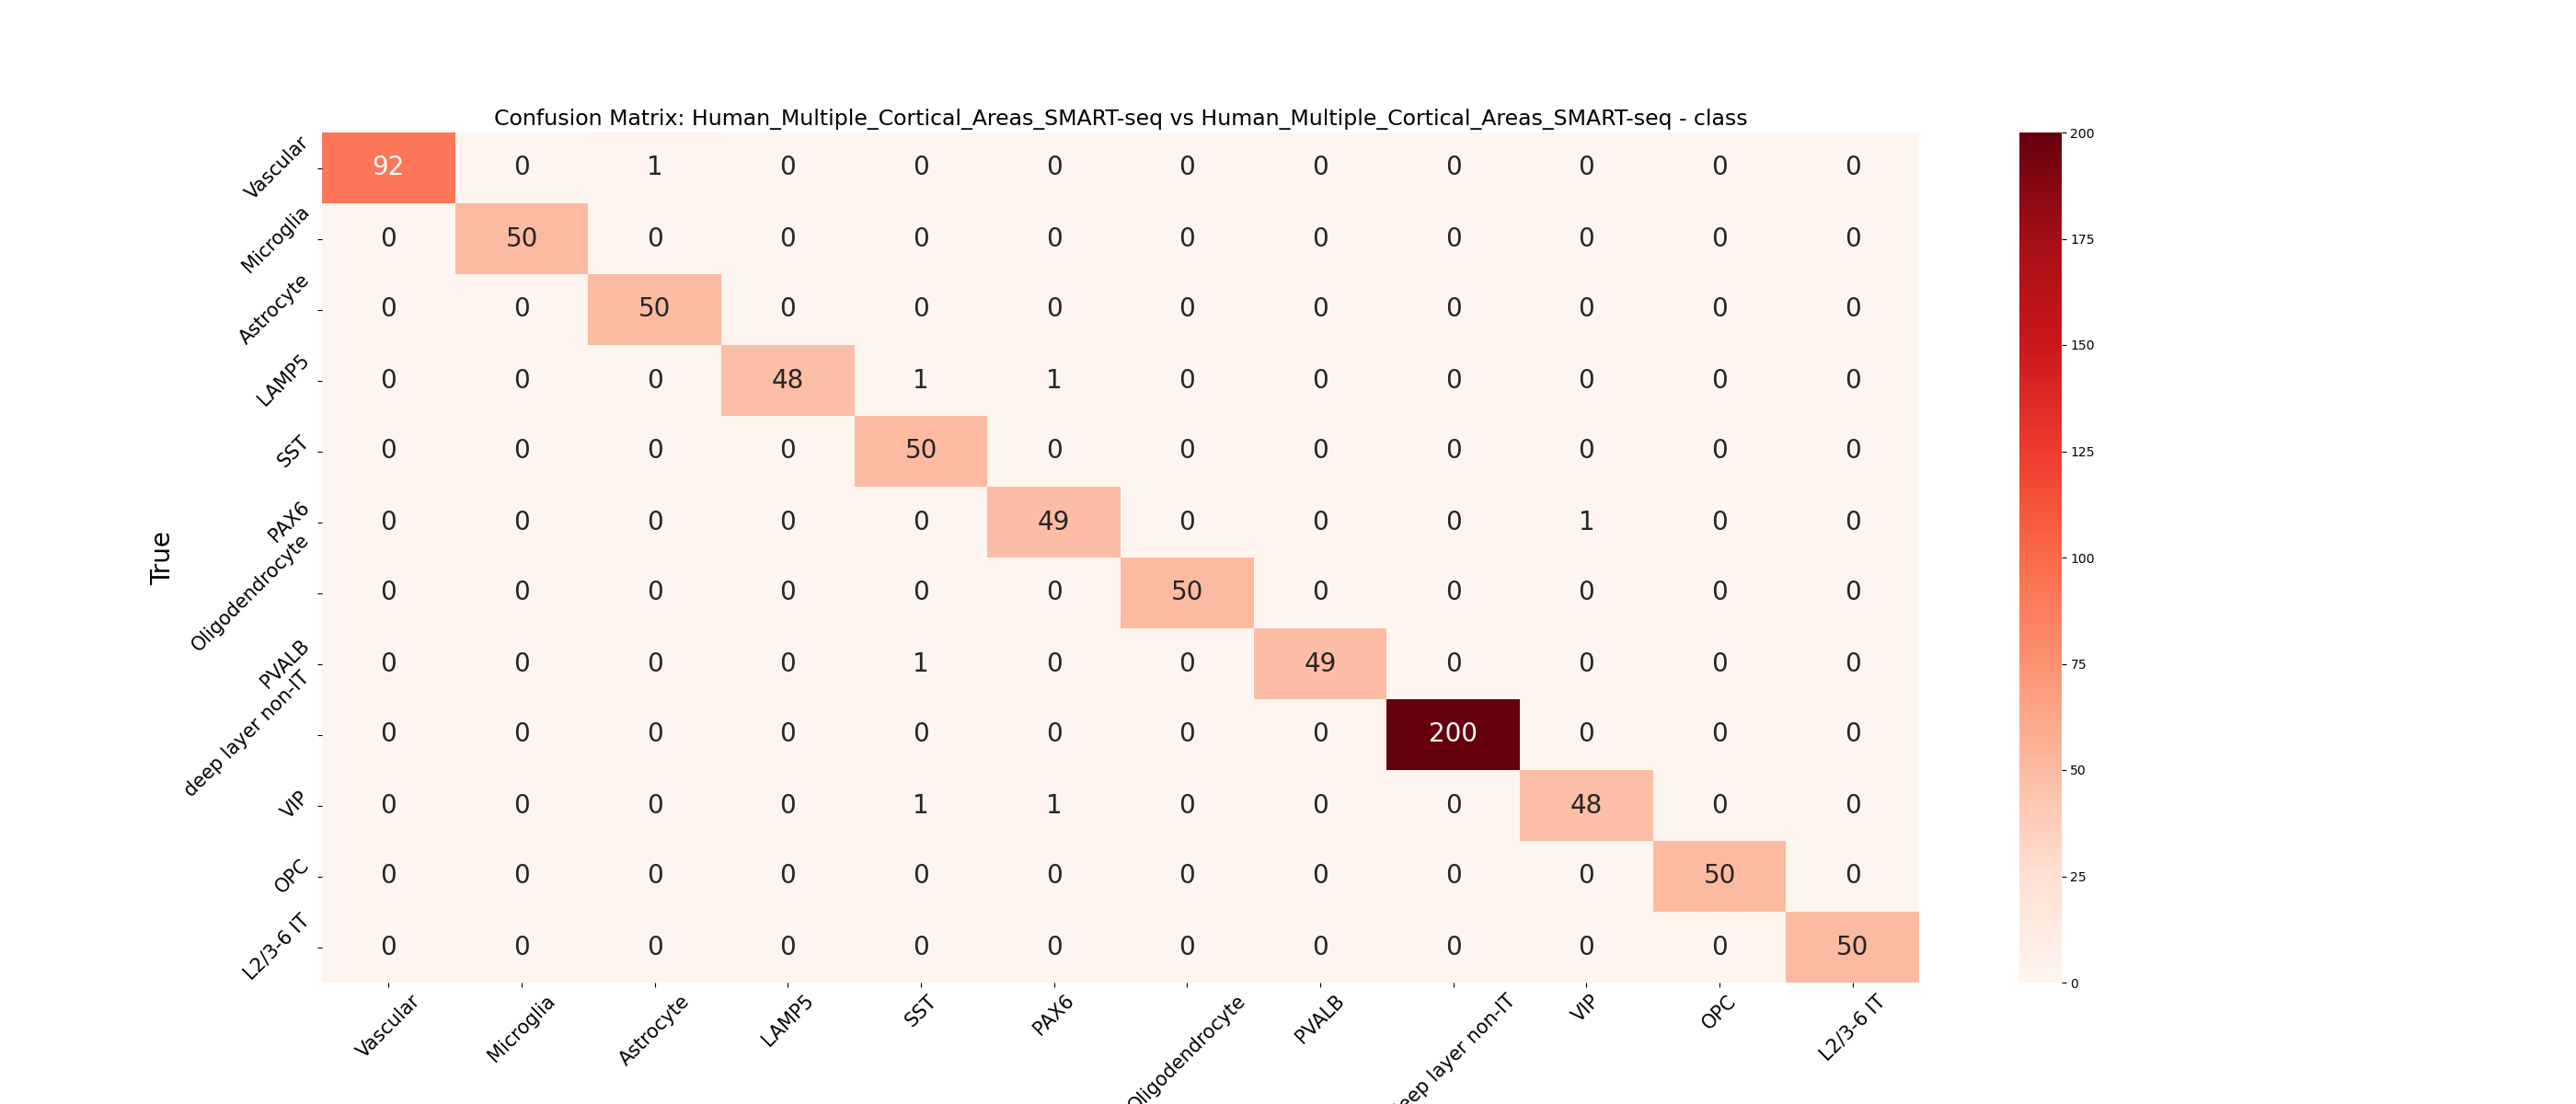 Confusion Matrix: Human_Multiple_Cortical_Areas_SMART-seq vs Human_Multiple_Cortical_Areas_SMART-seq - class
True
Vascular 92 0 1 0 0 0 0 0 0 0 0 0
Microglia 0 50 0 0 0 0 0 0 0 0 0 0
Astrocyte 0 0 50 0 0 0 0 0 0 0 0 0
LAMP5 0 0 0 48 1 1 0 0 0 0 0 0
SST 0 0 0 0 50 0 0 0 0 0 0 0
PAX6 0 0 0 0 0 49 0 0 0 1 0 0
Oligodendrocyte 0 0 0 0 0 0 50 0 0 0 0 0
PVALB 0 0 0 0 1 0 0 49 0 0 0 0
deep layer non-IT 0 0 0 0 0 0 0 0 200 0 0 0
VIP 0 0 0 0 1 1 0 0 0 48 0 0
OPC 0 0 0 0 0 0 0 0 0 0 50 0
L2/3-6 IT 0 0 0 0 0 0 0 0 0 0 0 50
Vascular Microglia Astrocyte LAMP5 SST PAX6 Oligodendrocyte PVALB eep layer non-IT VIP OPC L2/3-6 IT
200
175
150
125
100
75
50
25
0